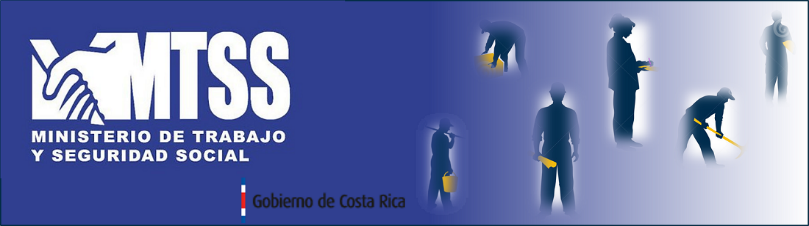 MTSS
MINISTERIO DE TRABAJO
Y SEGURIDAD SOCIAL
Gobierno de Costa Rica